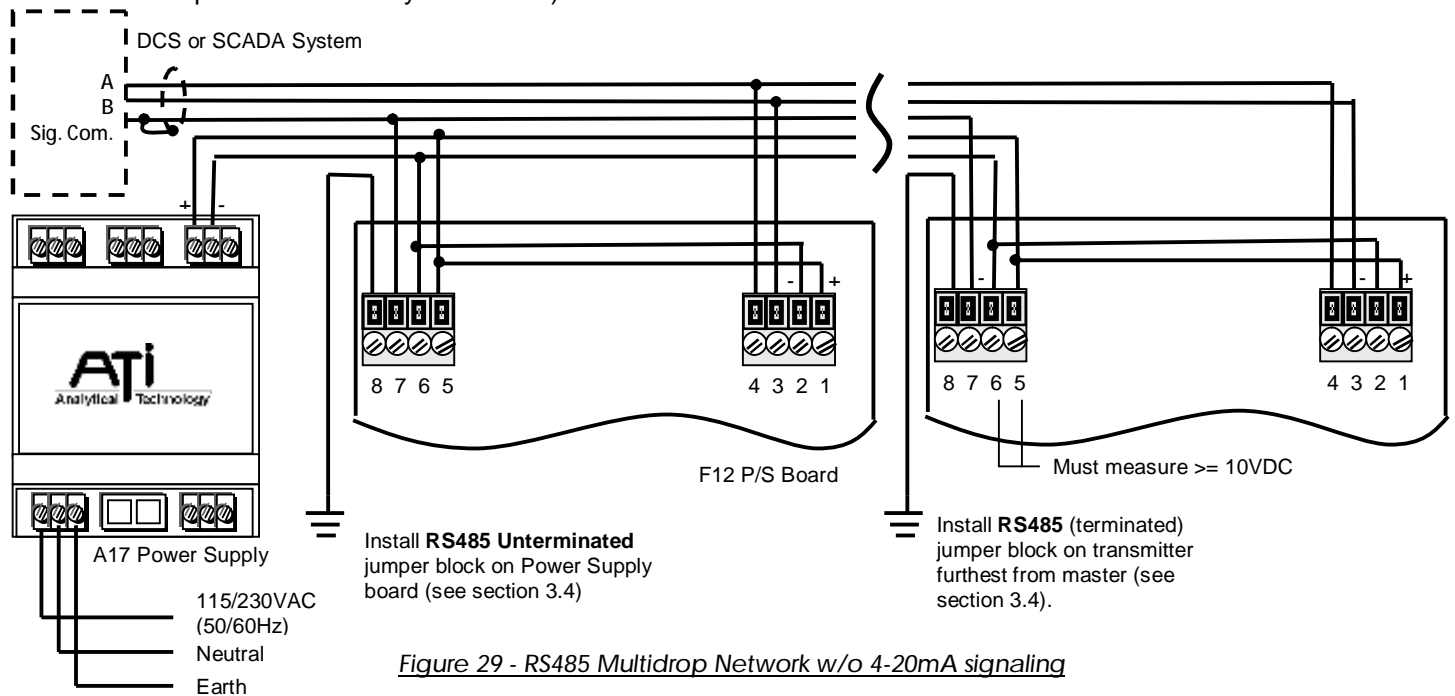 DCS or SCADA System
A
B
Sig. Com.
+ -
- +
- - +
8 7 6 5
4 3 2 1
8 7 6 5
4 3 2 1
ATi
Analytical Technology
F12 P/S Board
Must measure >= 10VDC
A17 Power Supply
Install RS485 Unterminated
jumper block on Power Supply
board (see section 3.4)
Install RS485 (terminated)
jumper block on transmitter
furthest from master (see
section 3.4).
115/230VAC
(50/60Hz)
Neutral
Earth
Figure 29 - RS485 Multidrop Network w/o 4-20mA signaling